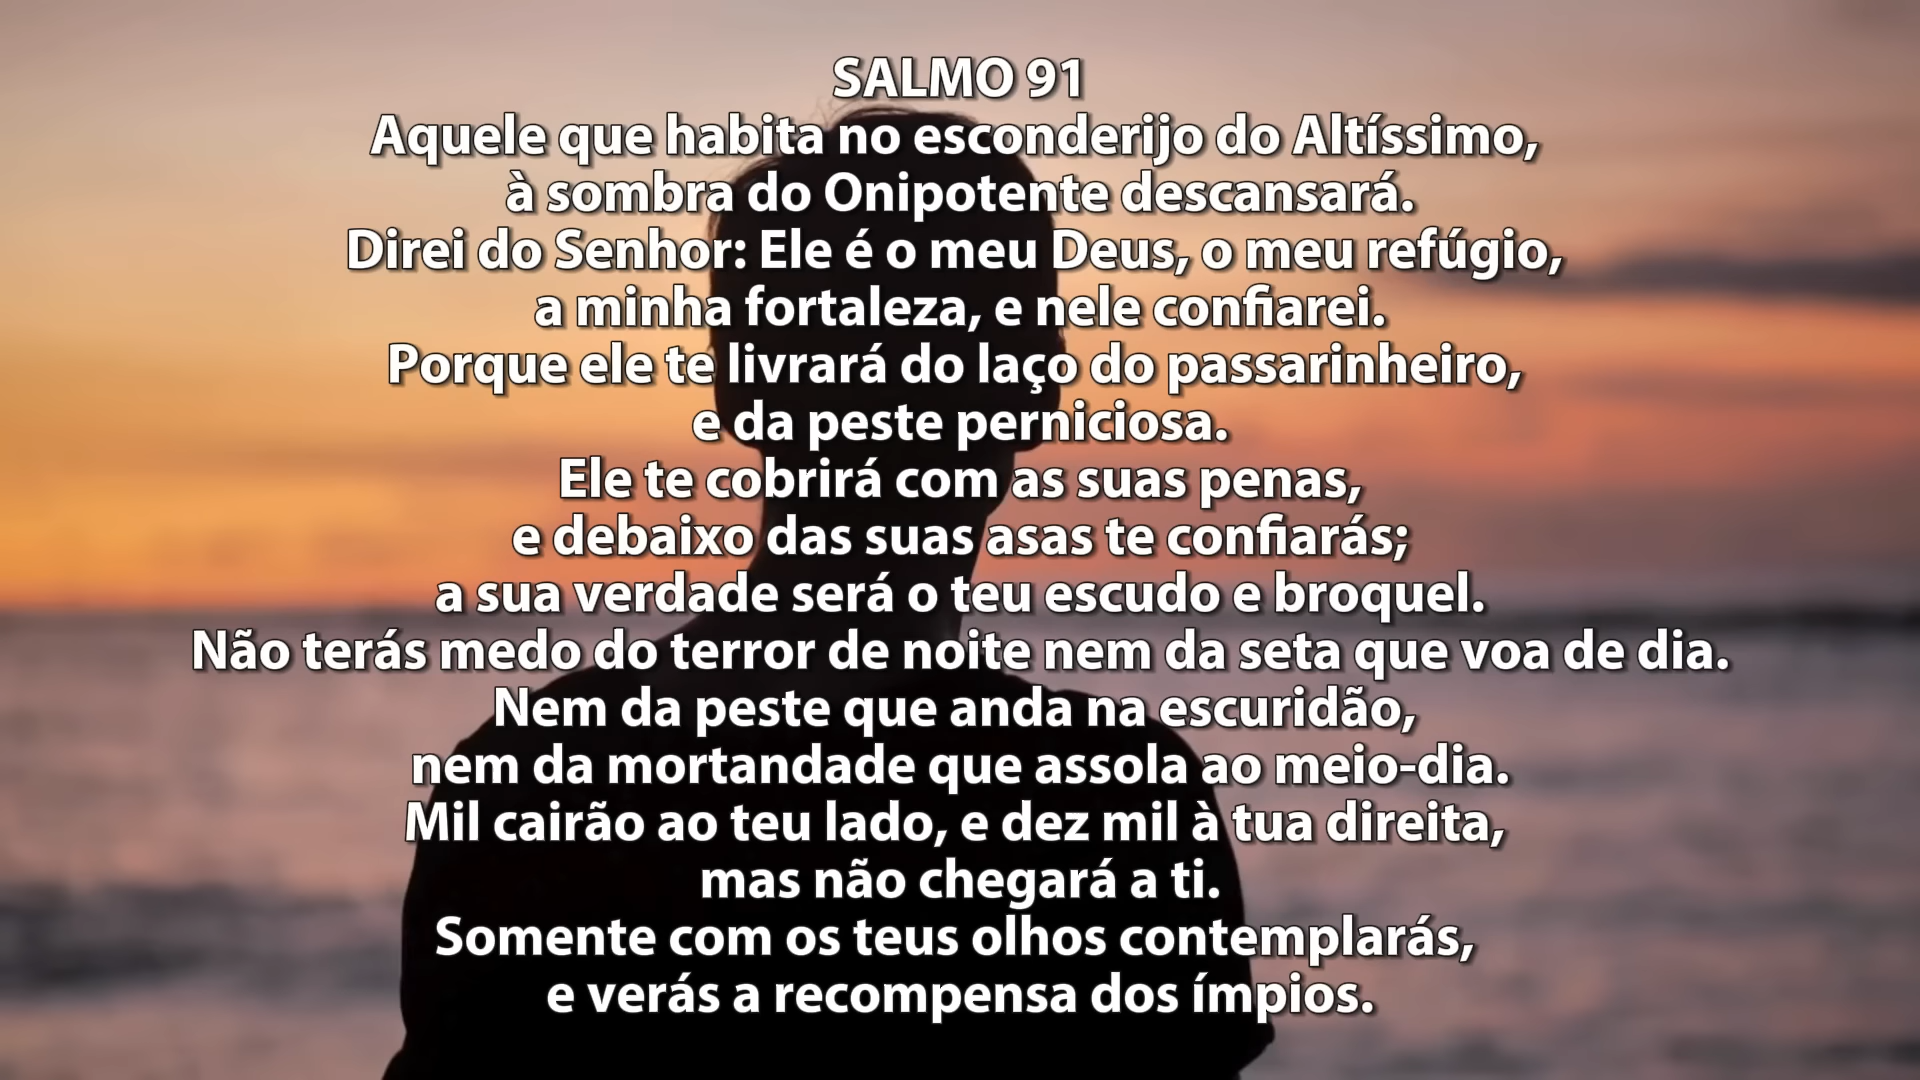 SALMO 91
Aquele que habita no esconderijo do Altíssimo,
à sombra do Onipotente descansará.
Direi do Senhor: Ele é o meu Deus, o meu refúgio,
a minha fortaleza, e nele confiarei.
Porque ele te livrará do laço do passarinheiro,
e da peste perniciosa.
Ele te cobrirá com as suas penas,
e debaixo das suas asas te confiarás;
a sua verdade será o teu escudo e broquel.
Não terás medo do terror de noite nem da seta que voa de dia.
Nem da peste que anda na escuridão,
nem da mortandade que assola ao meio-dia.
Mil cairão ao teu lado, e dez mil à tua direita,
mas não chegará a ti.
Somente com os teus olhos contemplarás,
e verás a recompensa dos ímpios.